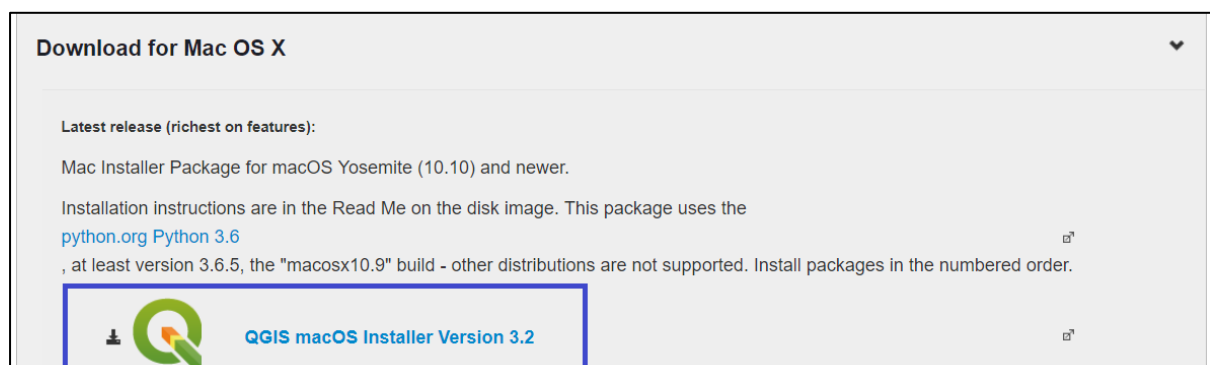 Download for Mac OS X
Latest release (richest on features):
Mac Installer Package for macOS Yosemite (10.10) and newer.
Installation instructions are in the Read Me on the disk image. This package uses the
python.org Python 3.6
, at least version 3.6.5, the "macosx10.9" build - other distributions are not supported. Install packages in the numbered order.
QGIS macOS Installer Version 3.2